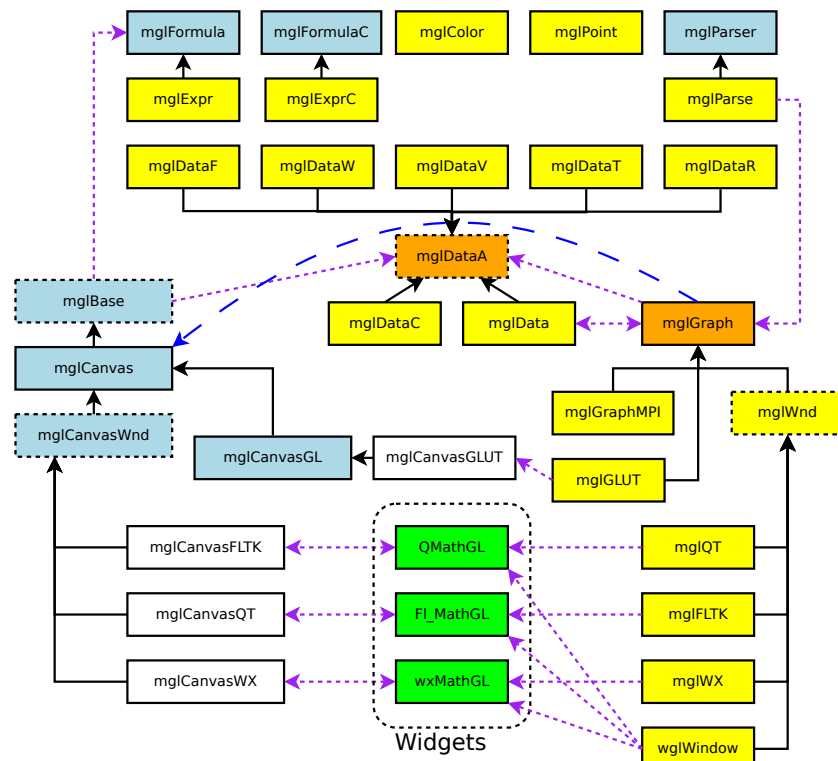 mglFormula
mglFormulaC
mglColor
mglPoint
mglParser
mglExpr
mglExprC
mglParse
mglDataF
mglDataW
mglDataV
mglDataT
mglDataR
mglDataA
mglBase
mglDataC
mglData
mglGraph
mglCanvas
mglGraphMPI
mglWnd
mglCanvasWnd
mglCanvasGL
mglCanvasGLUT
mglGLUT
mglCanvasFLTK
QMathGL
mglQT
mglCanvasQT
Fl_MathGL
mglFLTK
mglCanvasWX
wxMathGL
mglWX
Widgets
wglWindow